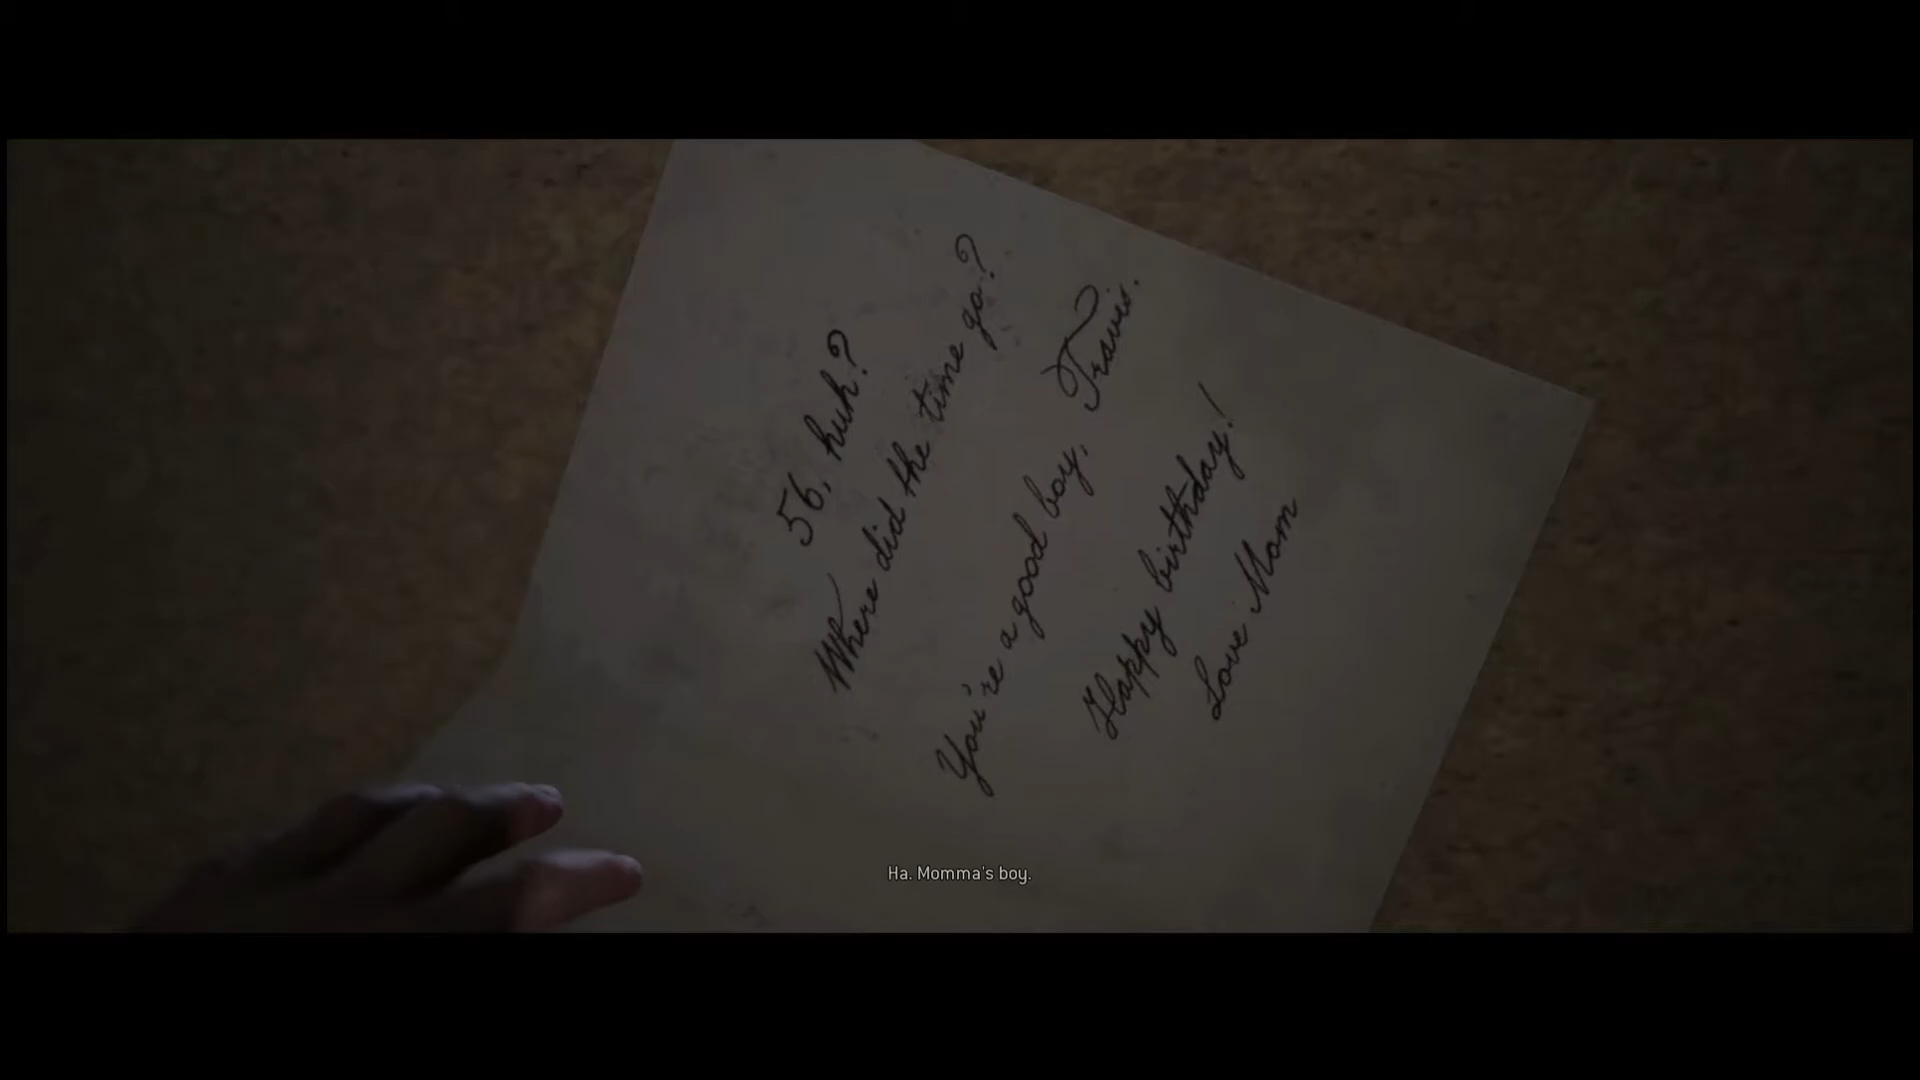 56, huh?
Where did the time go?
You're a good boy, Travis.
Happy birthday!
Love Mom
Ha. Momma's boy.